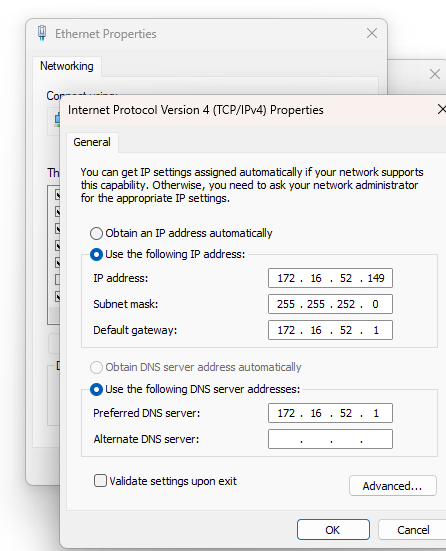 Ethernet Properties
Networking
Connect using:
Internet Protocol Version 4 (TCP/IPv4) Properties
General
You can get IP settings assigned automatically if your network supports
this capability. Otherwise, you need to ask your network administrator
for the appropriate IP settings.
Obtain an IP address automatically
Use the following IP address:
IP address: 172 . 16 . 52 . 149
Subnet mask: 255 . 255 . 252 . 0
Default gateway: 172 . 16 . 52 . 1
Obtain DNS server address automatically
Use the following DNS server addresses:
Preferred DNS server: 172 . 16 . 52 . 1
Alternate DNS server: . . .
Validate settings upon exit
Advanced...
OK Cancel